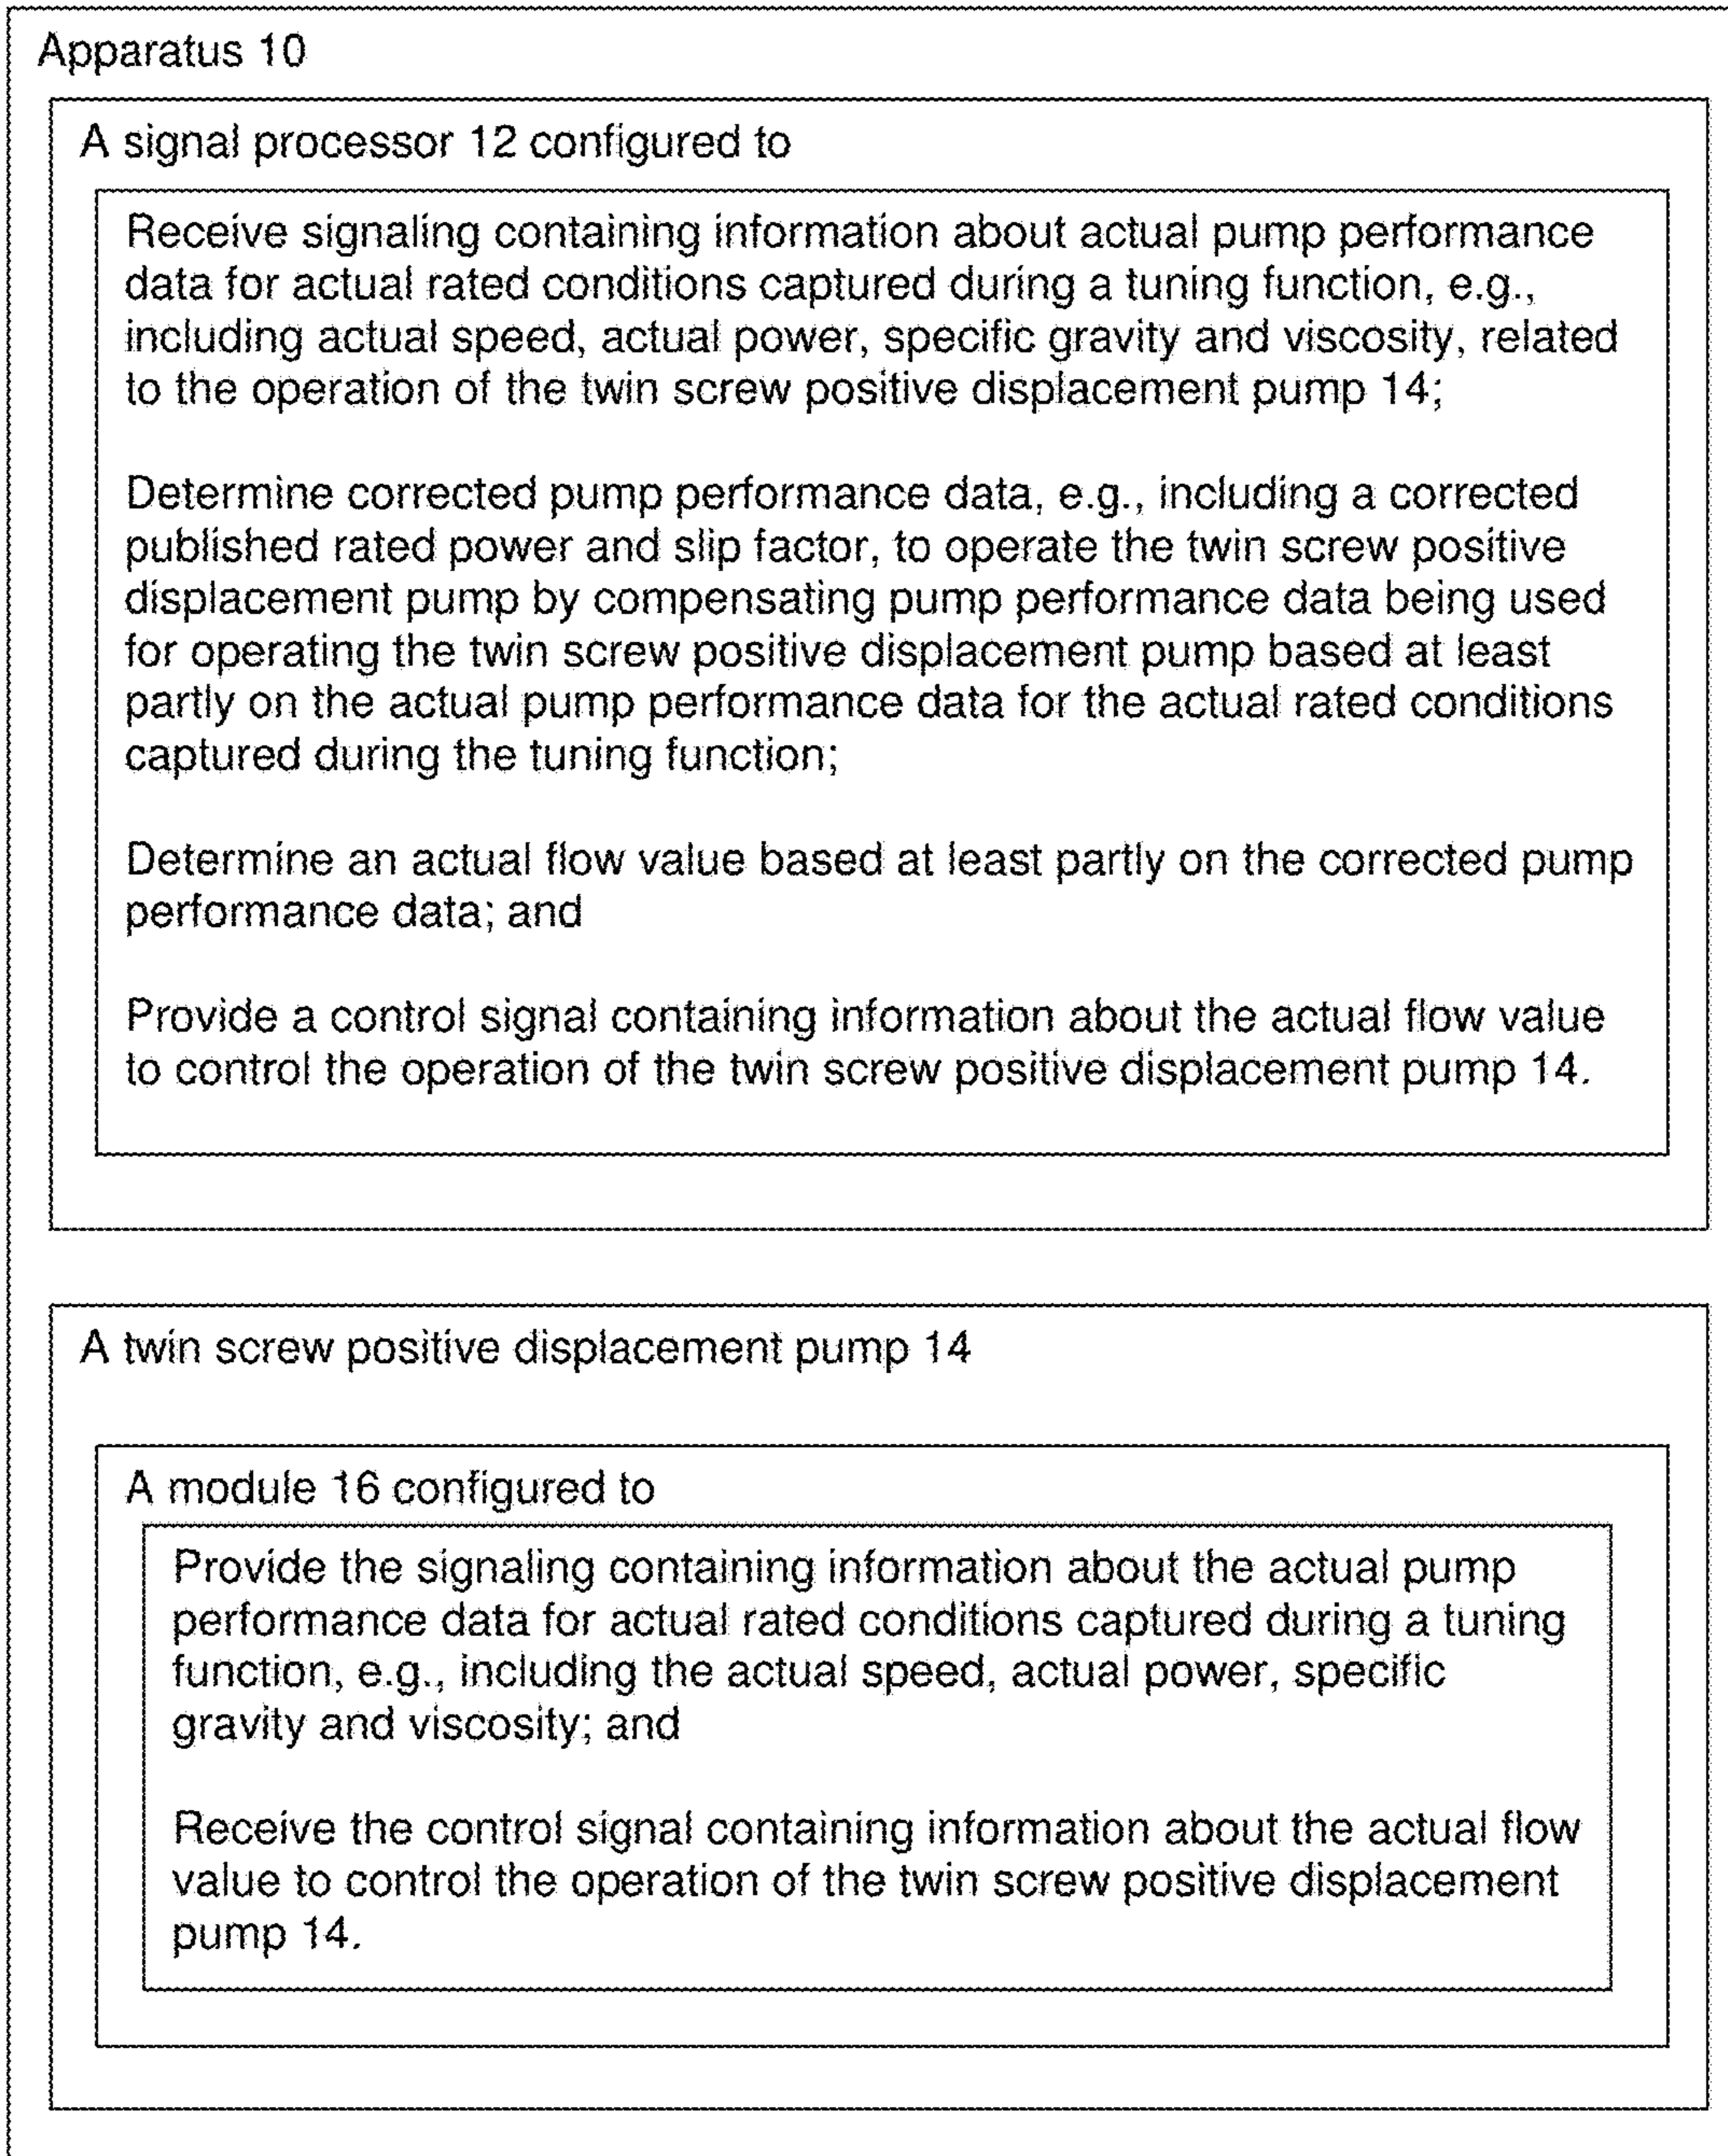 Apparatus 10
A signal processor 12 configured to
Receive signaling containing information about actual pump performance
data for actual rated conditions captured during a tuning function, e.g.,
including actual speed, actual power, specific gravity and viscosity, related
to the operation of the twin screw positive displacement pump 14;
Determine corrected pump performance data, e.g., including a corrected
published rated power and slip factor, to operate the twin screw positive
displacement pump by compensating pump performance data being used
for operating the twin screw positive displacement pump based at least
partly on the actual pump performance data for the actual rated conditions
captured during the tuning function;
Determine an actual flow value based at least partly on the corrected pump
performance data; and
Provide a control signal containing information about the actual flow value
to control the operation of the twin screw positive displacement pump 14.
A twin screw positive displacement pump 14
A module 16 configured to
Provide the signaling containing information about the actual pump
performance data for actual rated conditions captured during a tuning
function, e.g., including the actual speed, actual power, specific
gravity and viscosity; and
Receive the control signal containing information about the actual flow
value to control the operation of the twin screw positive displacement
pump 14.